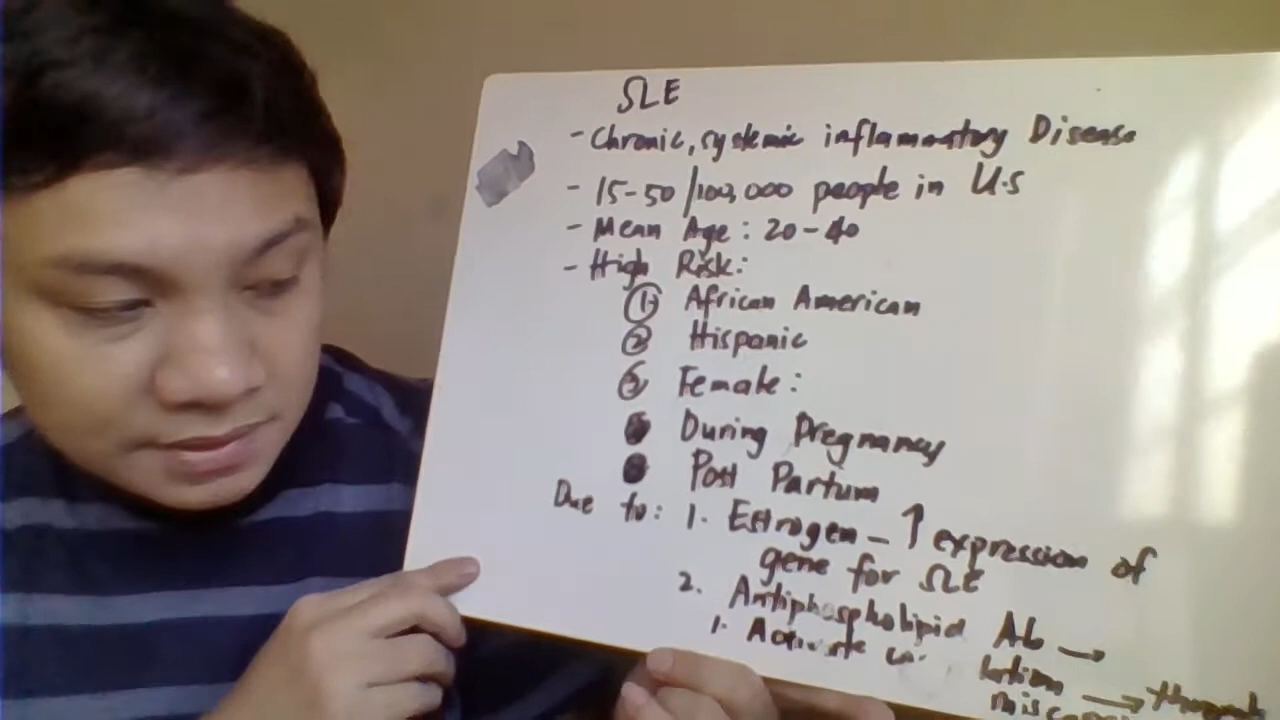 SLE
- Chronic, systemic inflammatory Disease
- 15-50/100,000 people in U.S
- Mean Age: 20-40
- High Risk:
① African American
② Hispanic
③ Female:
● During Pregnancy
● Post Partum
Due to: 1. Estrogen - ↑ expression of
gene for SLE
2. Antiphospholipid Ab →
1. Activate
→